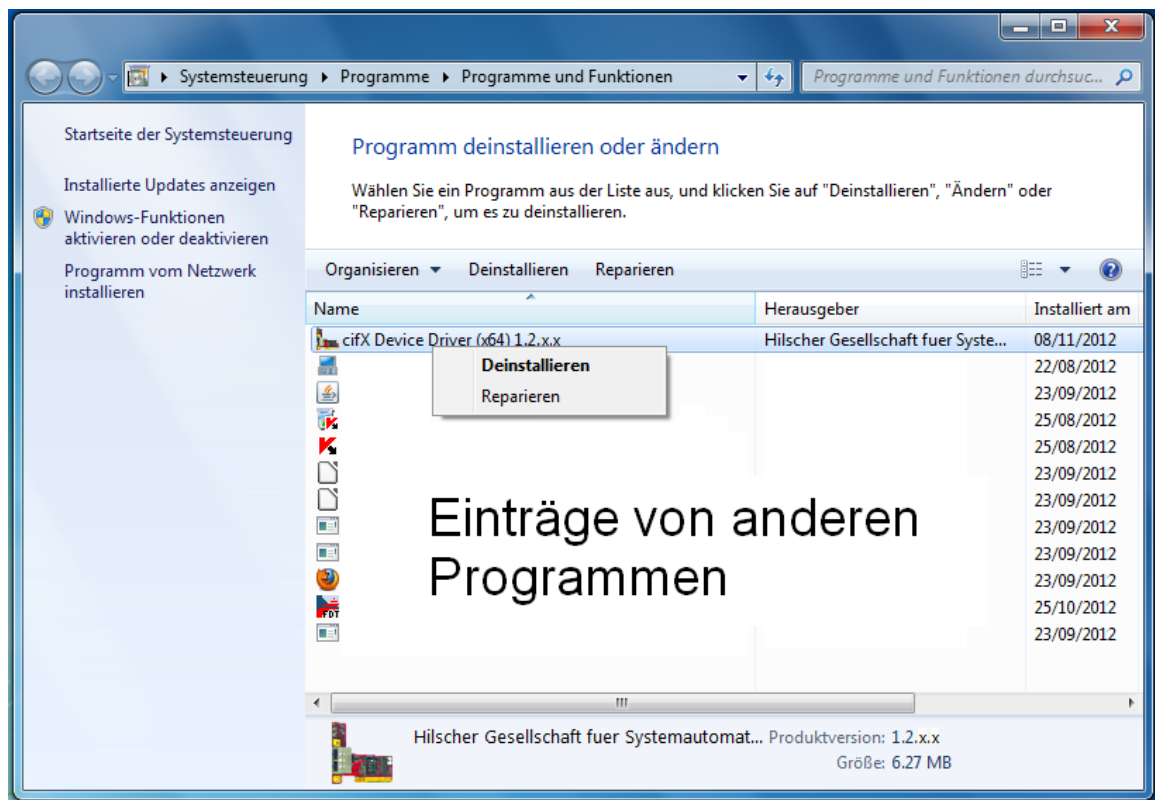 Systemsteuerung ▸ Programme ▸ Programme und Funktionen
Programme und Funktionen durchsuc...
Startseite der Systemsteuerung
Installierte Updates anzeigen
Windows-Funktionen
aktivieren oder deaktivieren
Programm vom Netzwerk
installieren
Programm deinstallieren oder ändern
Wählen Sie ein Programm aus der Liste aus, und klicken Sie auf "Deinstallieren", "Ändern" oder
"Reparieren", um es zu deinstallieren.
Organisieren Deinstallieren Reparieren
Name Herausgeber Installiert am
cifX Device Driver (x64) 1.2.x.x Hilscher Gesellschaft fuer Syste... 08/11/2012
Deinstallieren
Reparieren
22/08/2012
23/09/2012
25/08/2012
25/08/2012
23/09/2012
23/09/2012
23/09/2012
23/09/2012
23/09/2012
25/10/2012
23/09/2012
FDT
Einträge von anderen
Programmen
Hilscher Gesellschaft fuer Systemautomat... Produktversion: 1.2.x.x
Größe: 6.27 MB